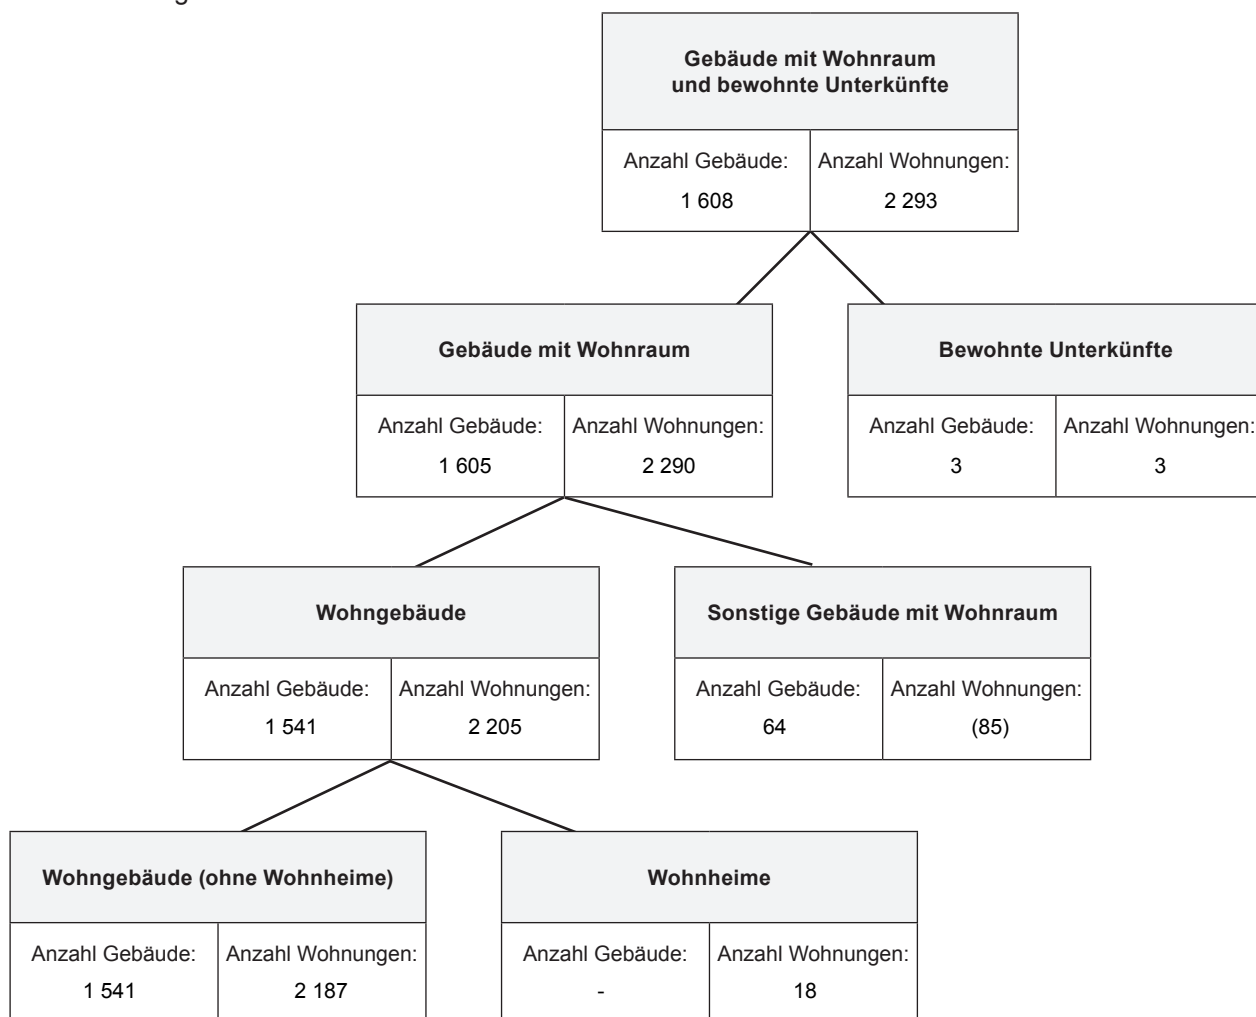 Gebäude mit Wohnraum
und bewohnte Unterkünfte
Anzahl Gebäude: Anzahl Wohnungen:
1 608 2 293
Gebäude mit Wohnraum
Anzahl Gebäude: Anzahl Wohnungen:
1 605 2 290
Bewohnte Unterkünfte
Anzahl Gebäude: Anzahl Wohnungen:
3 3
Wohngebäude
Anzahl Gebäude: Anzahl Wohnungen:
1 541 2 205
Sonstige Gebäude mit Wohnraum
Anzahl Gebäude: Anzahl Wohnungen:
64 (85)
Wohngebäude (ohne Wohnheime)
Anzahl Gebäude: Anzahl Wohnungen:
1 541 2 187
Wohnheime
Anzahl Gebäude: Anzahl Wohnungen:
- 18